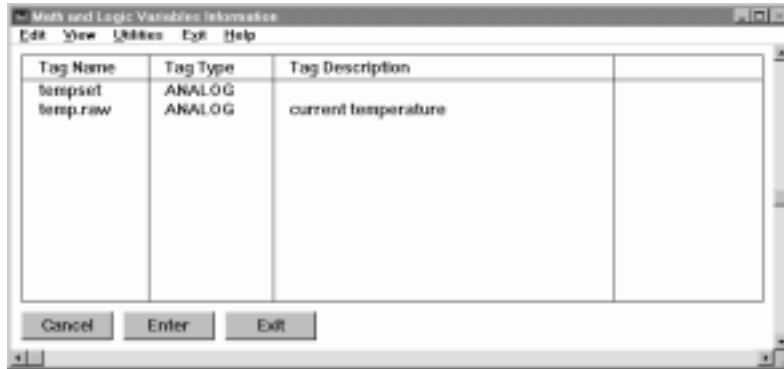 Math and Logic Variables Information
Edit View Utilities Exit Help
Tag Name Tag Type Tag Description
tempset ANALOG
temp.raw ANALOG current temperature
Cancel Enter Exit